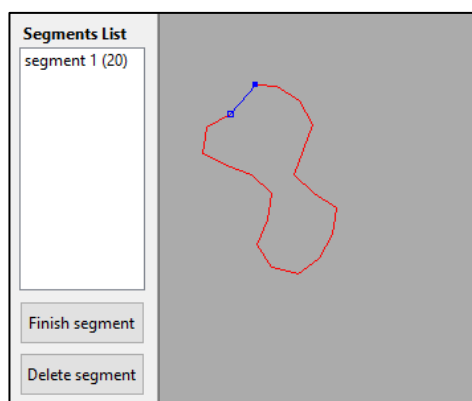 Segments List
segment 1 (20)
Finish segment
Delete segment